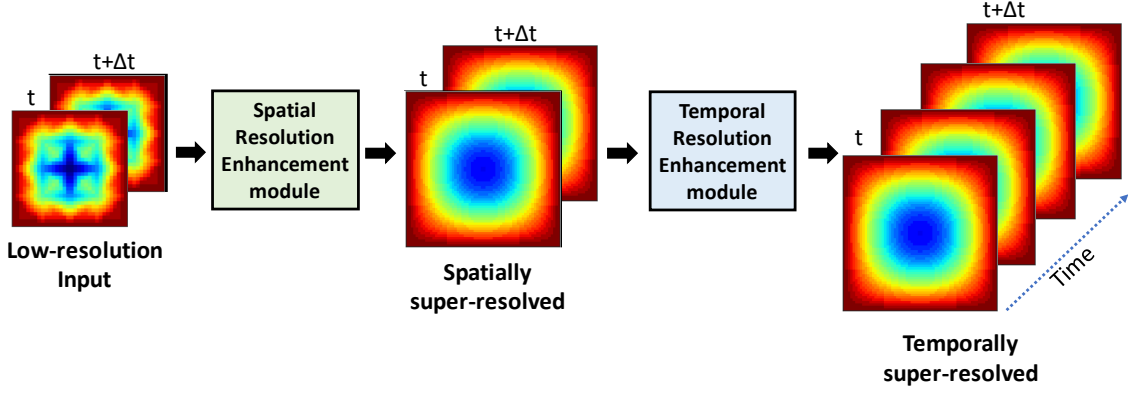 t
t+Δt
Low-resolution
Input
Spatial
Resolution
Enhancement
module
t
t+Δt
Spatially
super-resolved
Temporal
Resolution
Enhancement
module
t
t+Δt
Time
Temporally
super-resolved